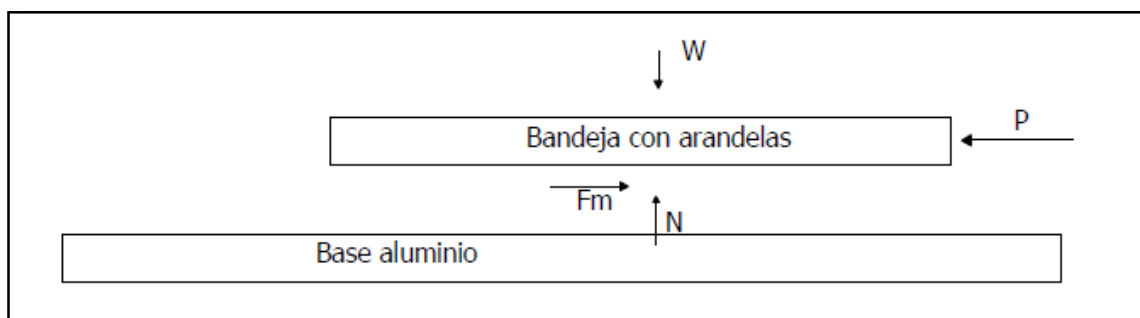 W
P
Bandeja con arandelas
Fm
N
Base aluminio